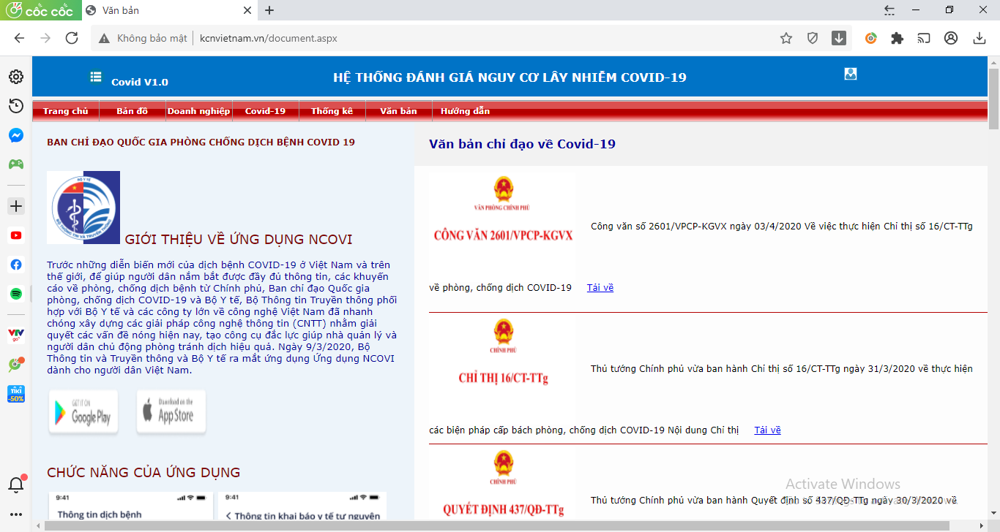 cốc cốc
Văn bản
Không bảo mật
kcnvietnam.vn/document.aspx
Covid V1.0
HỆ THỐNG ĐÁNH GIÁ NGUY CƠ LÂY NHIỄM COVID-19
Trang chủ Bản đồ Doanh nghiệp Covid-19 Thống kê Văn bản Hướng dẫn
BAN CHỈ ĐẠO QUỐC GIA PHÒNG CHỐNG DỊCH BỆNH COVID 19
BỘ Y TẾ
BỘ THÔNG TIN VÀ TRUYỀN THÔNG
GIỚI THIỆU VỀ ỨNG DỤNG NCOVI
Trước những diễn biến mới của dịch bệnh COVID-19 ở Việt Nam và trên
thế giới, để giúp người dân nắm bắt được đầy đủ thông tin, các khuyến
cáo về phòng, chống dịch bệnh từ Chính phủ, Ban chỉ đạo Quốc gia
phòng, chống dịch COVID-19 và Bộ Y tế, Bộ Thông tin Truyền thông phối
hợp với Bộ Y tế và các công ty lớn về công nghệ Việt Nam đã nhanh
chóng xây dựng các giải pháp công nghệ thông tin (CNTT) nhằm giải
quyết các vấn đề nóng hiện nay, tạo công cụ đắc lực giúp nhà quản lý và
người dân chủ động phòng tránh dịch hiệu quả. Ngày 9/3/2020, Bộ
Thông tin và Truyền thông và Bộ Y tế ra mắt ứng dụng Ứng dụng NCOVI
dành cho người dân Việt Nam.
GET IT ON
Google Play
Download on the
App Store
CHỨC NĂNG CỦA ỨNG DỤNG
9:41
Thông tin dịch bệnh
9:41
Thông tin khai báo y tế tự nguyện
Văn bản chỉ đạo về Covid-19
VĂN PHÒNG CHÍNH PHỦ
CÔNG VĂN 2601/VPCP-KGVX
Công văn số 2601/VPCP-KGVX ngày 03/4/2020 Về việc thực hiện Chỉ thị số 16/CT-TTg
về phòng, chống dịch COVID-19 Tải về
CHÍNH PHỦ
CHỈ THỊ 16/CT-TTg
Thủ tướng Chính phủ vừa ban hành Chỉ thị số 16/CT-TTg ngày 31/3/2020 về thực hiện
các biện pháp cấp bách phòng, chống dịch COVID-19 Nội dung Chỉ thị Tải về
CHÍNH PHỦ
QUYẾT ĐỊNH 437/QĐ-TTg
Thủ tướng Chính phủ vừa ban hành Quyết định số 437/QĐ-TTg ngày 30/3/2020 về
Activate Windows
Go to Settings to activate Windows.
VTV
go
TIKI
-50%